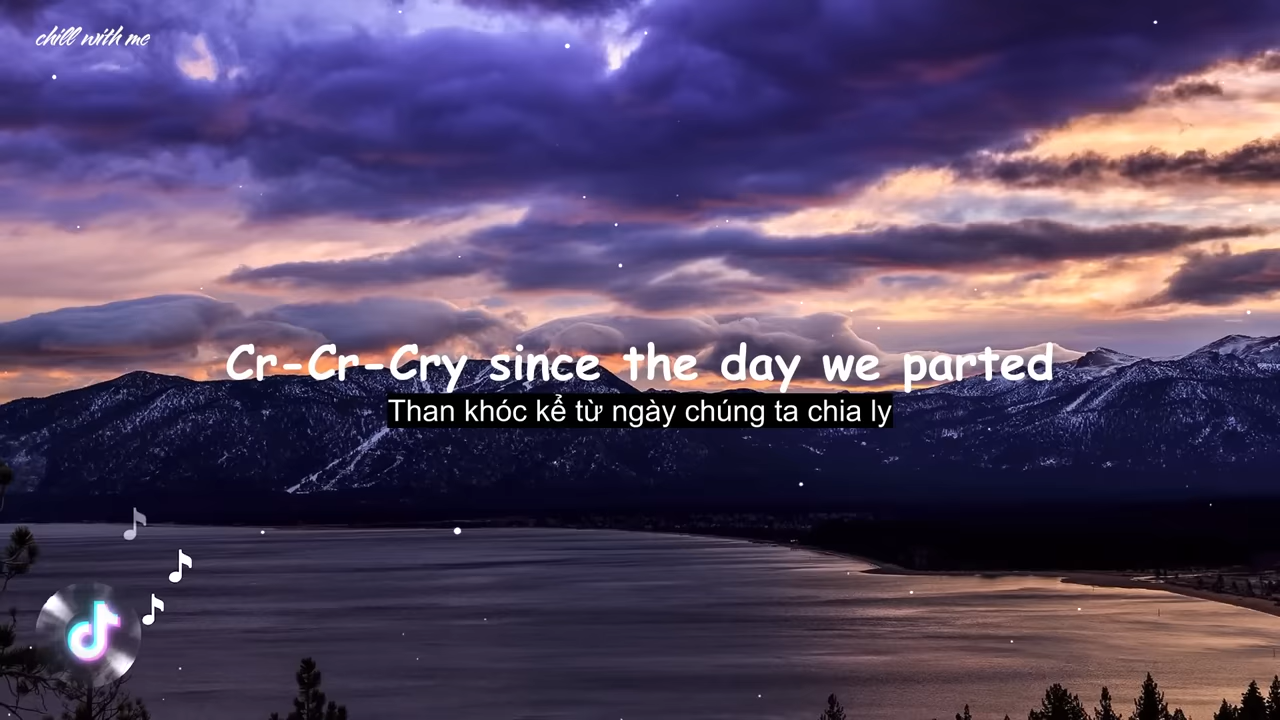 chill with me
Cr-Cr-Cry since the day we parted
Than khóc kể từ ngày chúng ta chia ly